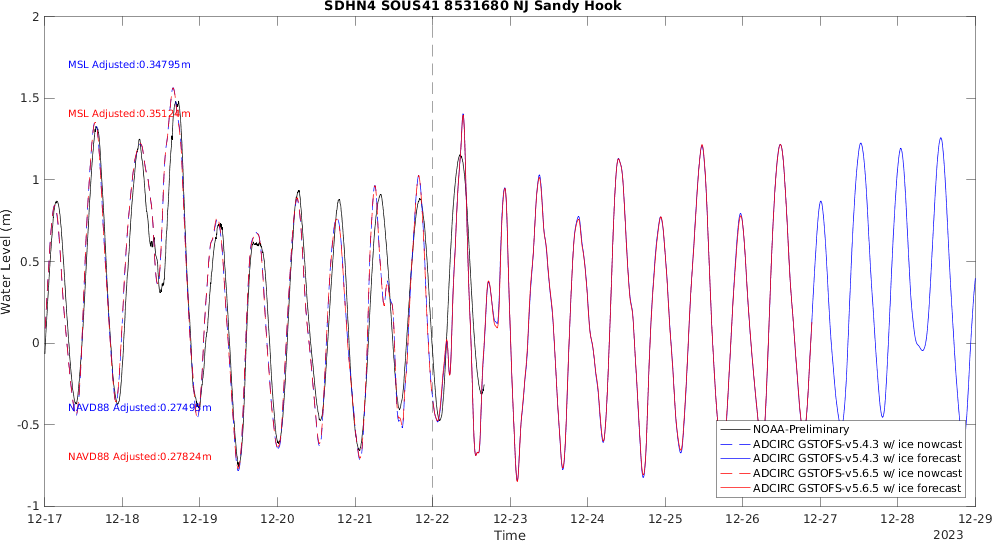 SDHN4 SOUS41 8531680 NJ Sandy Hook
2
1.5
1
0.5
0
-0.5
-1
Water Level (m)
MSL Adjusted:0.34795m
MSL Adjusted:0.35124m
NAVD88 Adjusted:0.27495m
NAVD88 Adjusted:0.27824m
NOAA-Preliminary
ADCIRC GSTOFS-v5.4.3 w/ ice nowcast
ADCIRC GSTOFS-v5.4.3 w/ ice forecast
ADCIRC GSTOFS-v5.6.5 w/ ice nowcast
ADCIRC GSTOFS-v5.6.5 w/ ice forecast
12-17 12-18 12-19 12-20 12-21 12-22 12-23 12-24 12-25 12-26 12-27 12-28 12-29
Time
2023